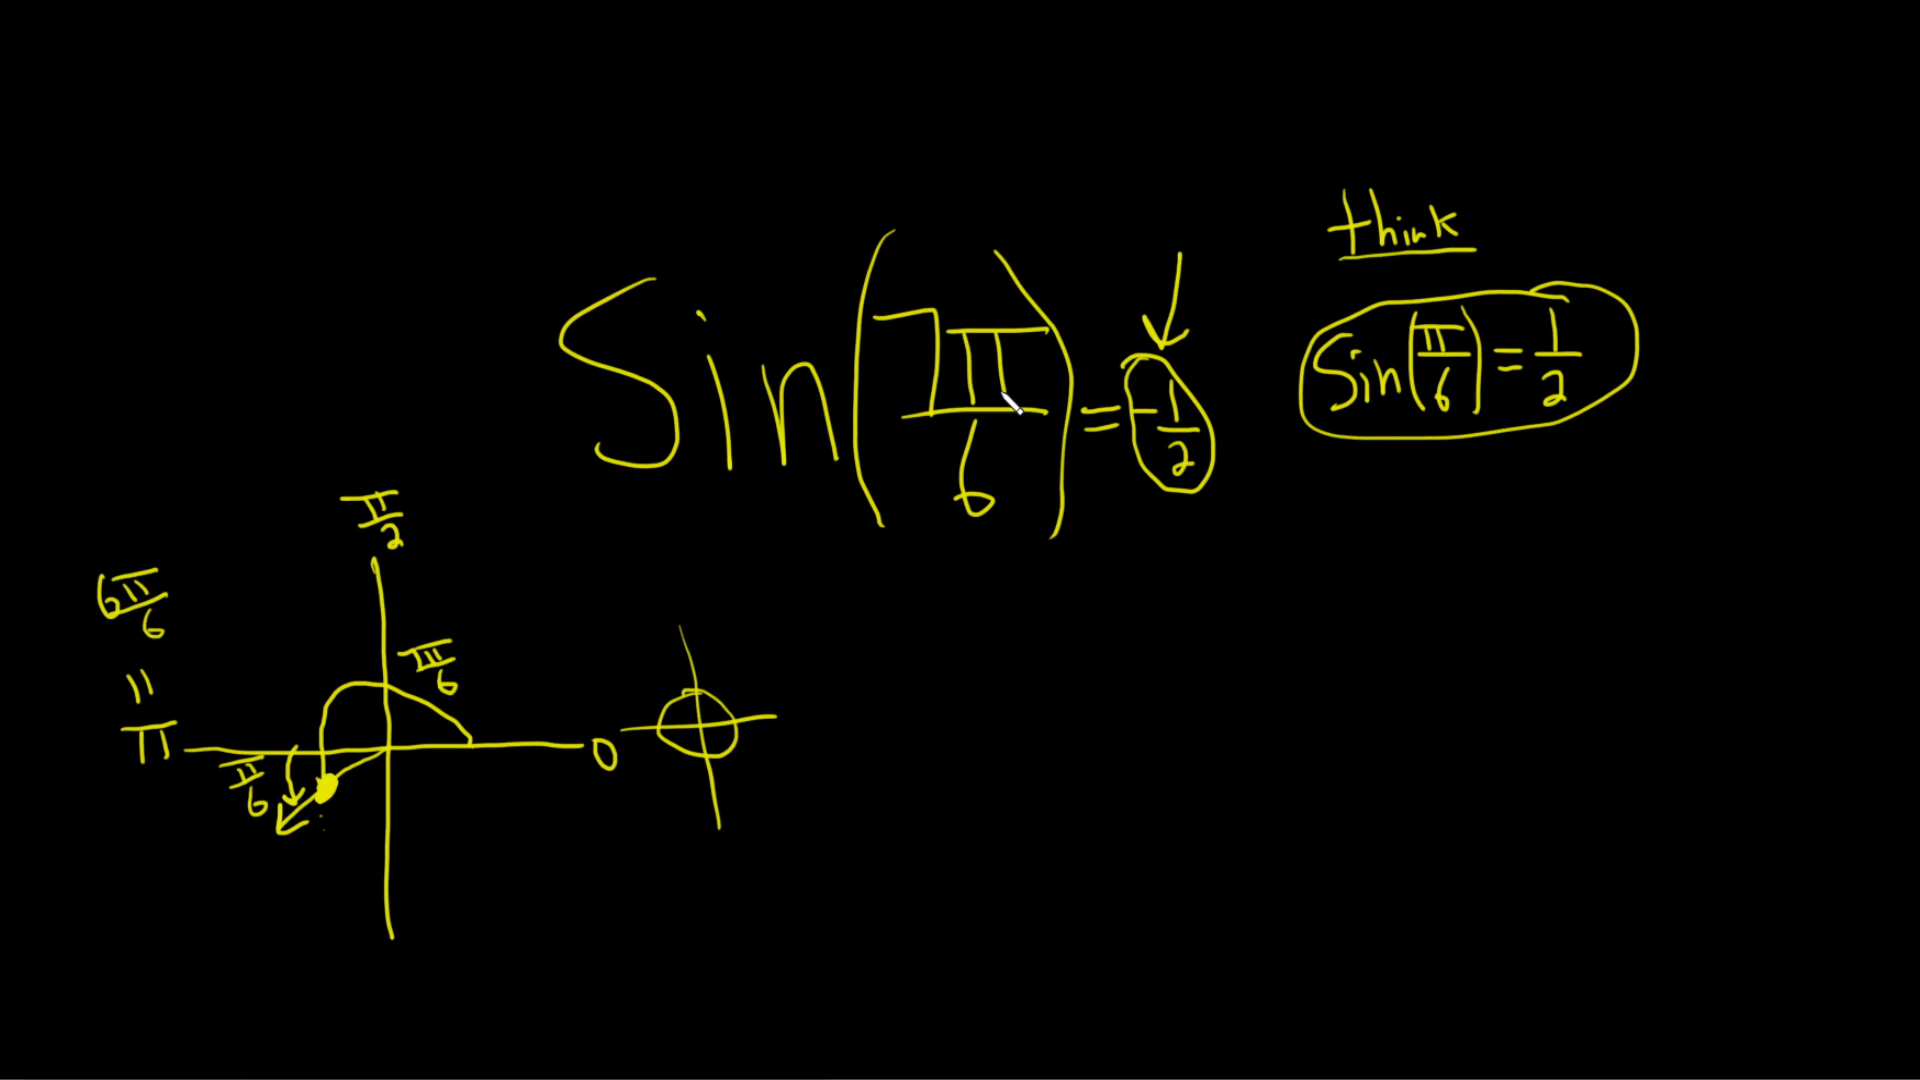 think
Sin(7π/6) = -1/2
Sin(π/6) = 1/2
π/2
6π/6
=
π
π/6
π/6
0